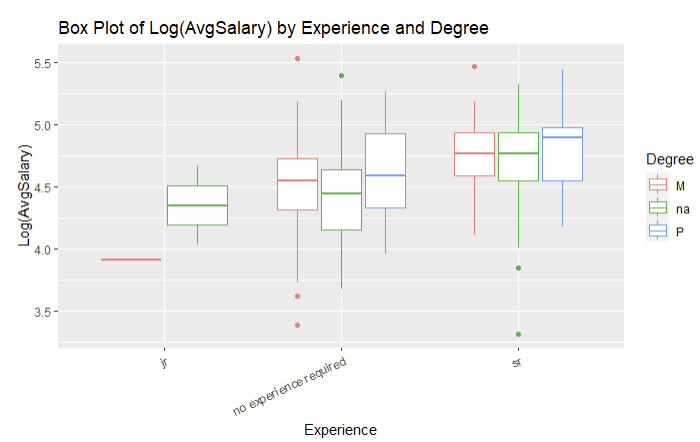 Box Plot of Log(AvgSalary) by Experience and Degree
Log(AvgSalary)
5.5
5.0
4.5
4.0
3.5
jr
no experience required
sr
Experience
Degree
M
na
P